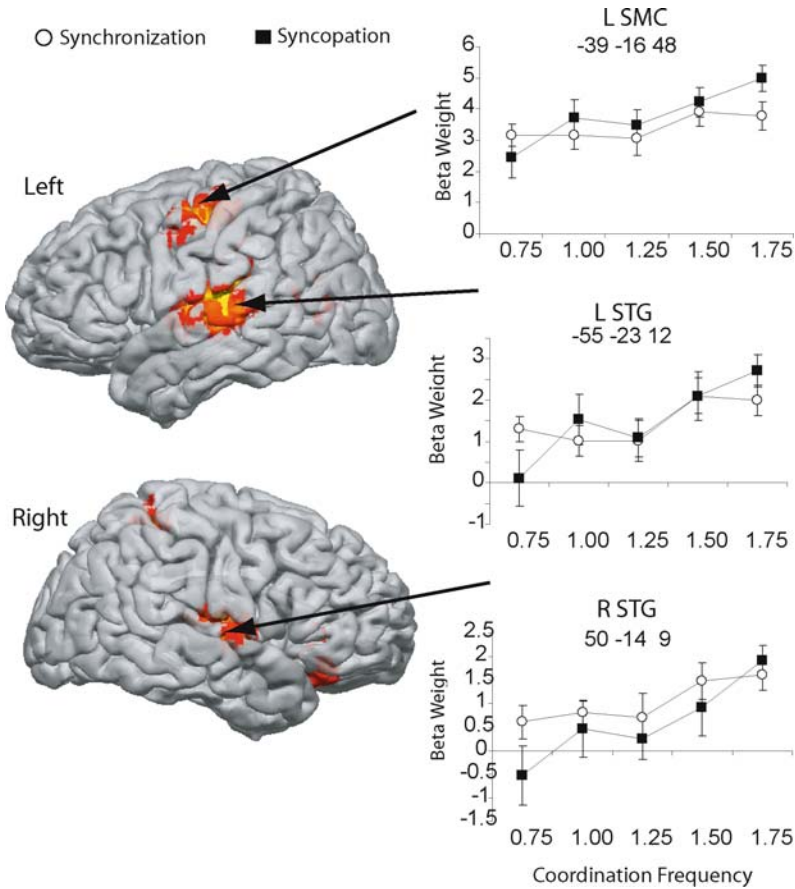 Synchronization
Syncopation
L SMC
-39 -16 48
6
5
4
3
2
1
0
Beta Weight
0.75 1.00 1.25 1.50 1.75
Left
L STG
-55 -23 12
3
2
1
0
-1
Beta Weight
0.75 1.00 1.25 1.50 1.75
Right
R STG
50 -14 9
2.5
2
1.5
1
0.5
0
-0.5
-1
-1.5
Beta Weight
0.75 1.00 1.25 1.50 1.75
Coordination Frequency